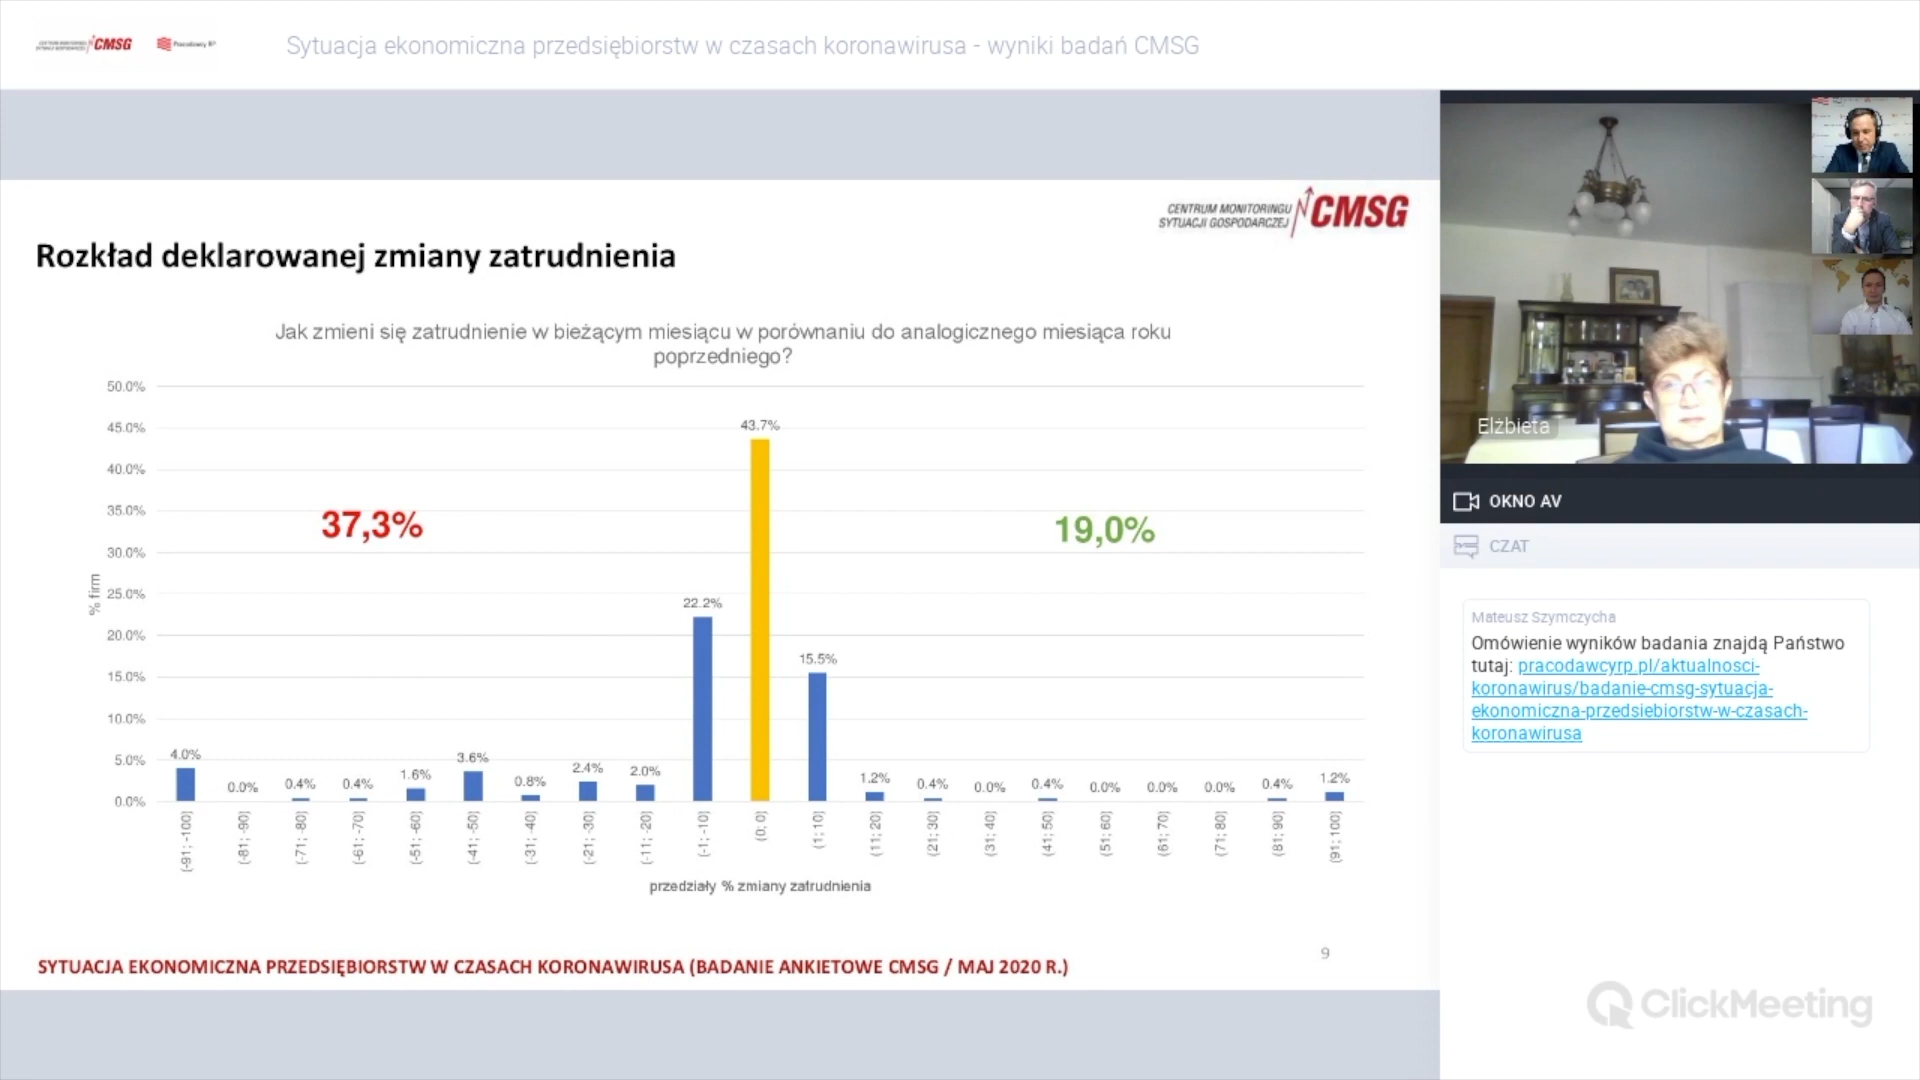 CMSG
Pracodawcy RP
Sytuacja ekonomiczna przedsiębiorstw w czasach koronawirusa - wyniki badań CMSG
CENTRUM MONITORINGU
SYTUACJI GOSPODARCZEJ
CMSG
Rozkład deklarowanej zmiany zatrudnienia
Jak zmieni się zatrudnienie w bieżącym miesiącu w porównaniu do analogicznego miesiąca roku
poprzedniego?
50.0%
45.0%
40.0%
35.0%
30.0%
25.0%
20.0%
15.0%
10.0%
5.0%
0.0%
% firm
37,3%
19,0%
4.0%
0.0%
0.4%
0.4%
1.6%
3.6%
0.8%
2.4%
2.0%
22.2%
43.7%
15.5%
1.2%
0.4%
0.0%
0.4%
0.0%
0.0%
0.0%
0.4%
1.2%
(-91; -100)
(-81; -90)
(-71; -80)
(-61; -70)
(-51; -60)
(-41; -50)
(-31; -40)
(-21; -30)
(-11; -20)
(-1; -10)
(0; 0)
(1; 10)
(11; 20)
(21; 30)
(31; 40)
(41; 50)
(51; 60)
(61; 70)
(71; 80)
(81; 90)
(91; 100)
przedziały % zmiany zatrudnienia
9
SYTUACJA EKONOMICZNA PRZEDSIĘBIORSTW W CZASACH KORONAWIRUSA (BADANIE ANKIETOWE CMSG / MAJ 2020 R.)
Elżbieta
OKNO AV
CZAT
Mateusz Szymczycha
Omówienie wyników badania znajdą Państwo
tutaj: pracodawcyrp.pl/aktualnosci-
koronawirus/badanie-cmsg-sytuacja-
ekonomiczna-przedsiebiorstw-w-czasach-
koronawirusa
ClickMeeting